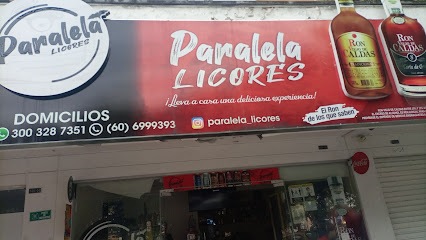 Paralela
LICORES
Paralela
LICORES
¡Lleva a casa una deliciosa experiencia!
DOMICILIOS
300 328 7351 (60) 6999393
paralela_licores
RON
CALDAS
RON
CALDAS
El Ron
de los que saben